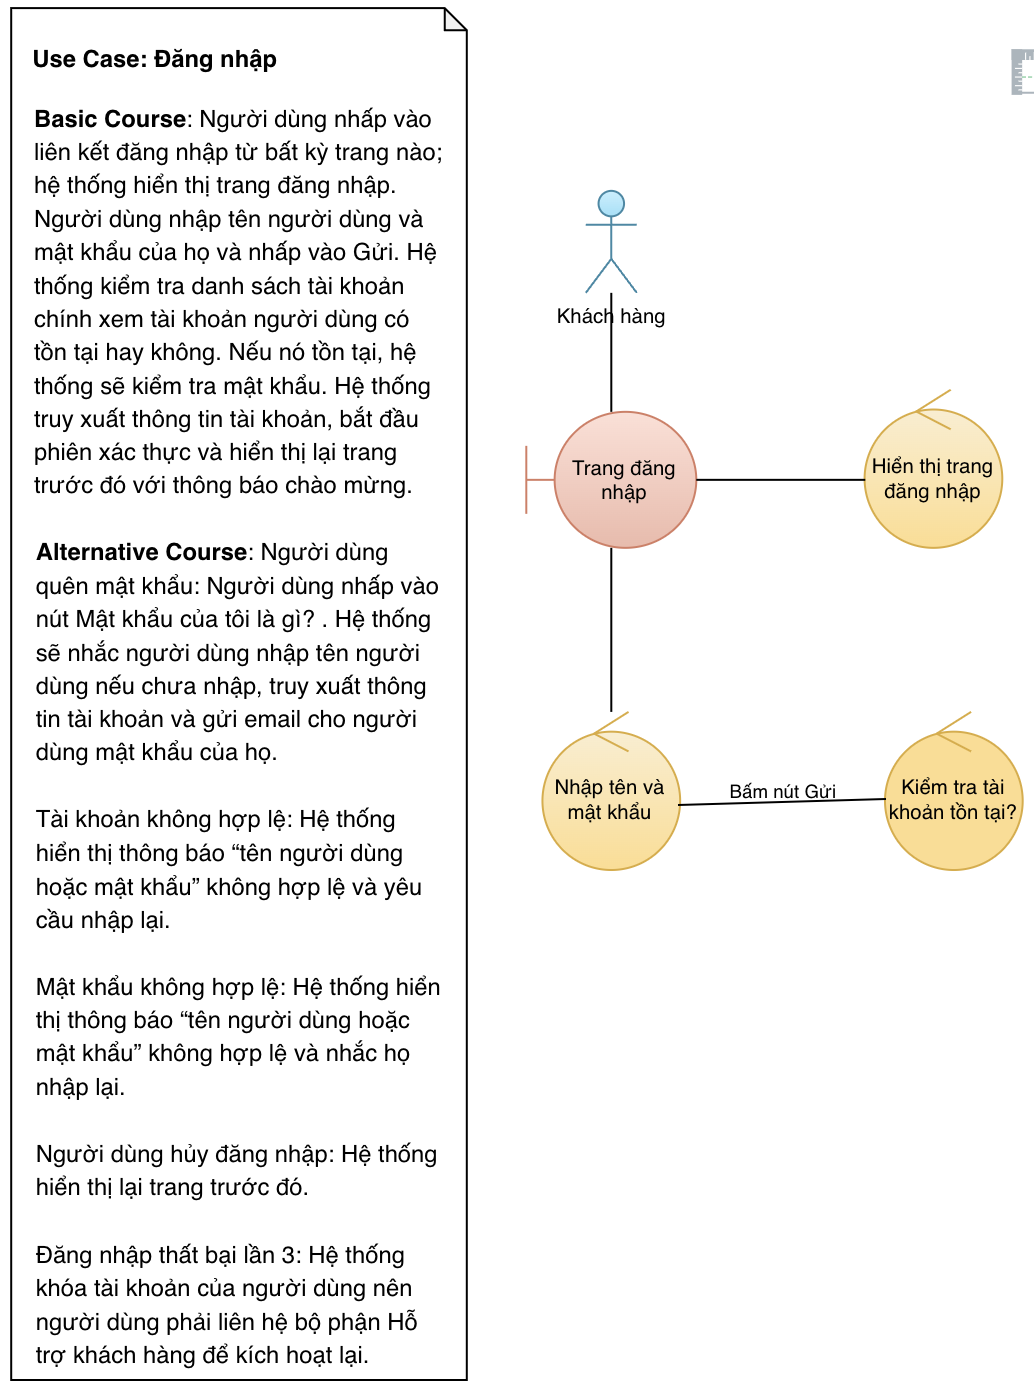 Use Case: Đăng nhập
Basic Course: Người dùng nhấp vào
liên kết đăng nhập từ bất kỳ trang nào;
hệ thống hiển thị trang đăng nhập.
Người dùng nhập tên người dùng và
mật khẩu của họ và nhấp vào Gửi. Hệ
thống kiểm tra danh sách tài khoản
chính xem tài khoản người dùng có
tồn tại hay không. Nếu nó tồn tại, hệ
thống sẽ kiểm tra mật khẩu. Hệ thống
truy xuất thông tin tài khoản, bắt đầu
phiên xác thực và hiển thị lại trang
trước đó với thông báo chào mừng.
Alternative Course: Người dùng
quên mật khẩu: Người dùng nhấp vào
nút Mật khẩu của tôi là gì? . Hệ thống
sẽ nhắc người dùng nhập tên người
dùng nếu chưa nhập, truy xuất thông
tin tài khoản và gửi email cho người
dùng mật khẩu của họ.
Tài khoản không hợp lệ: Hệ thống
hiển thị thông báo “tên người dùng
hoặc mật khẩu” không hợp lệ và yêu
cầu nhập lại.
Mật khẩu không hợp lệ: Hệ thống hiển
thị thông báo “tên người dùng hoặc
mật khẩu” không hợp lệ và nhắc họ
nhập lại.
Người dùng hủy đăng nhập: Hệ thống
hiển thị lại trang trước đó.
Đăng nhập thất bại lần 3: Hệ thống
khóa tài khoản của người dùng nên
người dùng phải liên hệ bộ phận Hỗ
trợ khách hàng để kích hoạt lại.
Khách hàng
Trang đăng
nhập
Hiển thị trang
đăng nhập
Nhập tên và
mật khẩu
Bấm nút Gửi
Kiểm tra tài
khoản tồn tại?